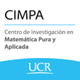 CIMPA
Centro de Investigación en
Matemática Pura y
Aplicada
UCR